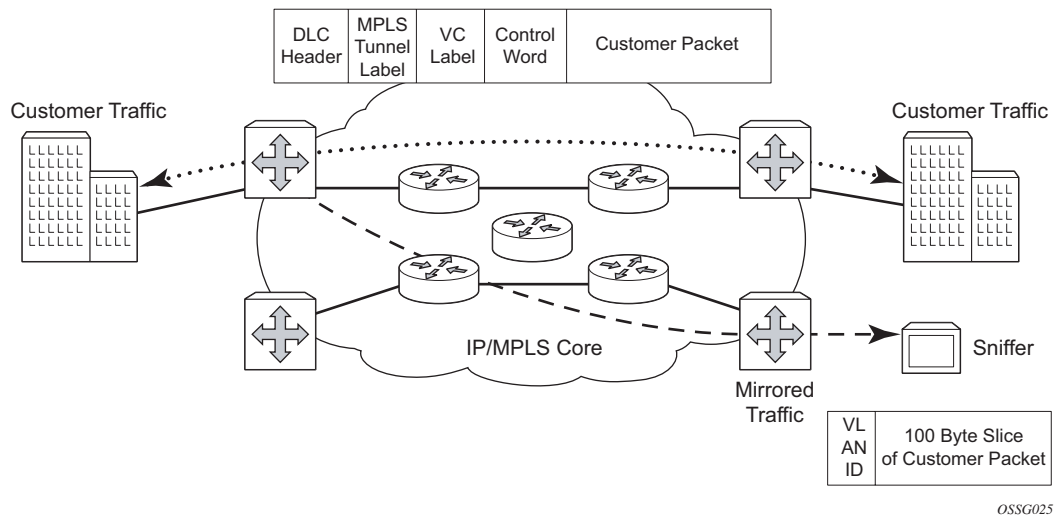 DLC
Header
MPLS
Tunnel
Label
VC
Label
Control
Word
Customer Packet
Customer Traffic
Customer Traffic
IP/MPLS Core
Sniffer
Mirrored
Traffic
VL
AN
ID
100 Byte Slice
of Customer Packet
OSSG025